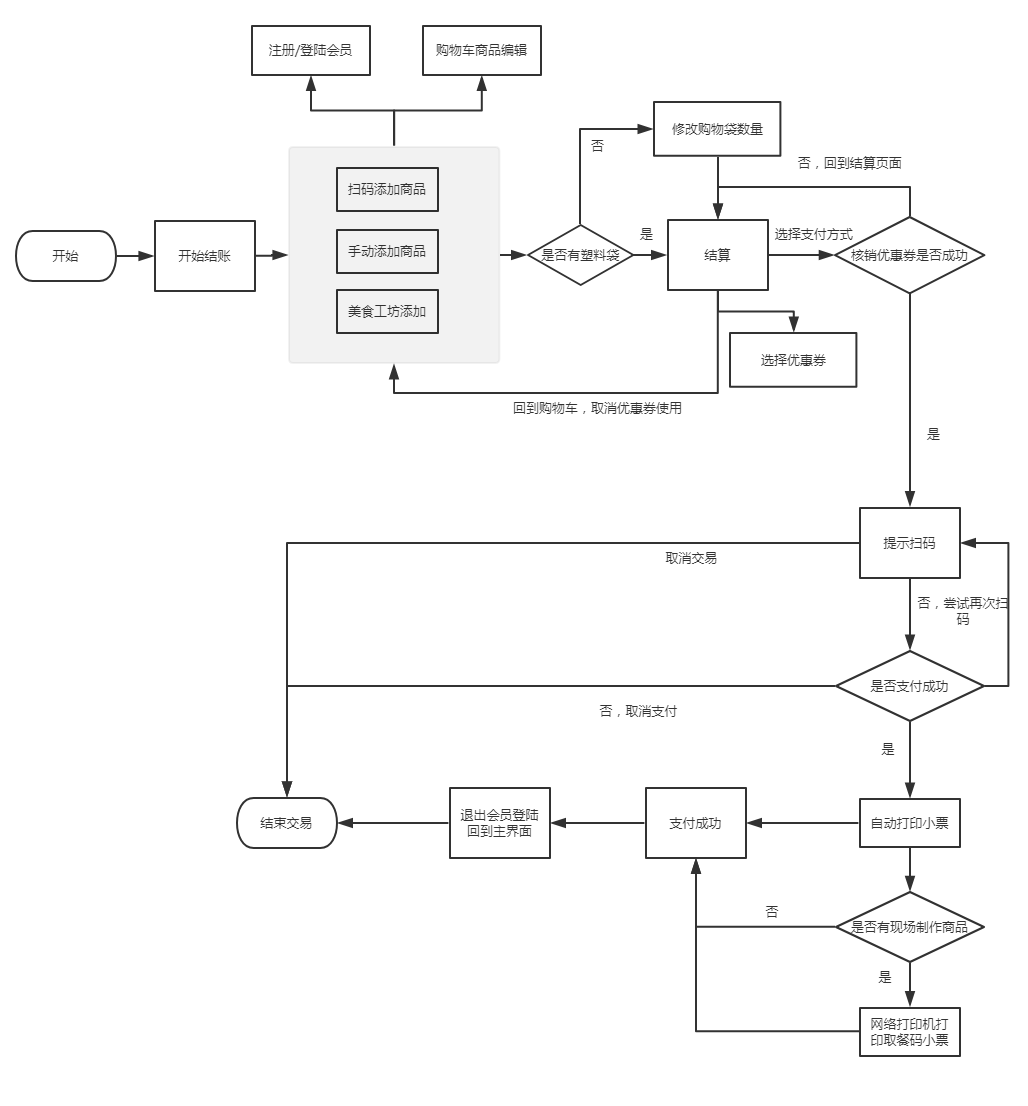 注册/登陆会员
购物车商品编辑
修改购物袋数量
否
否，回到结算页面
扫码添加商品
开始
开始结账
手动添加商品
是否有塑料袋
是
结算
选择支付方式
核销优惠券是否成功
美食工坊添加
选择优惠券
回到购物车，取消优惠券使用
是
提示扫码
取消交易
否，尝试再次扫
码
是否支付成功
否，取消支付
是
结束交易
退出会员登陆
回到主界面
支付成功
自动打印小票
否
是否有现场制作商品
是
网络打印机打
印取餐码小票